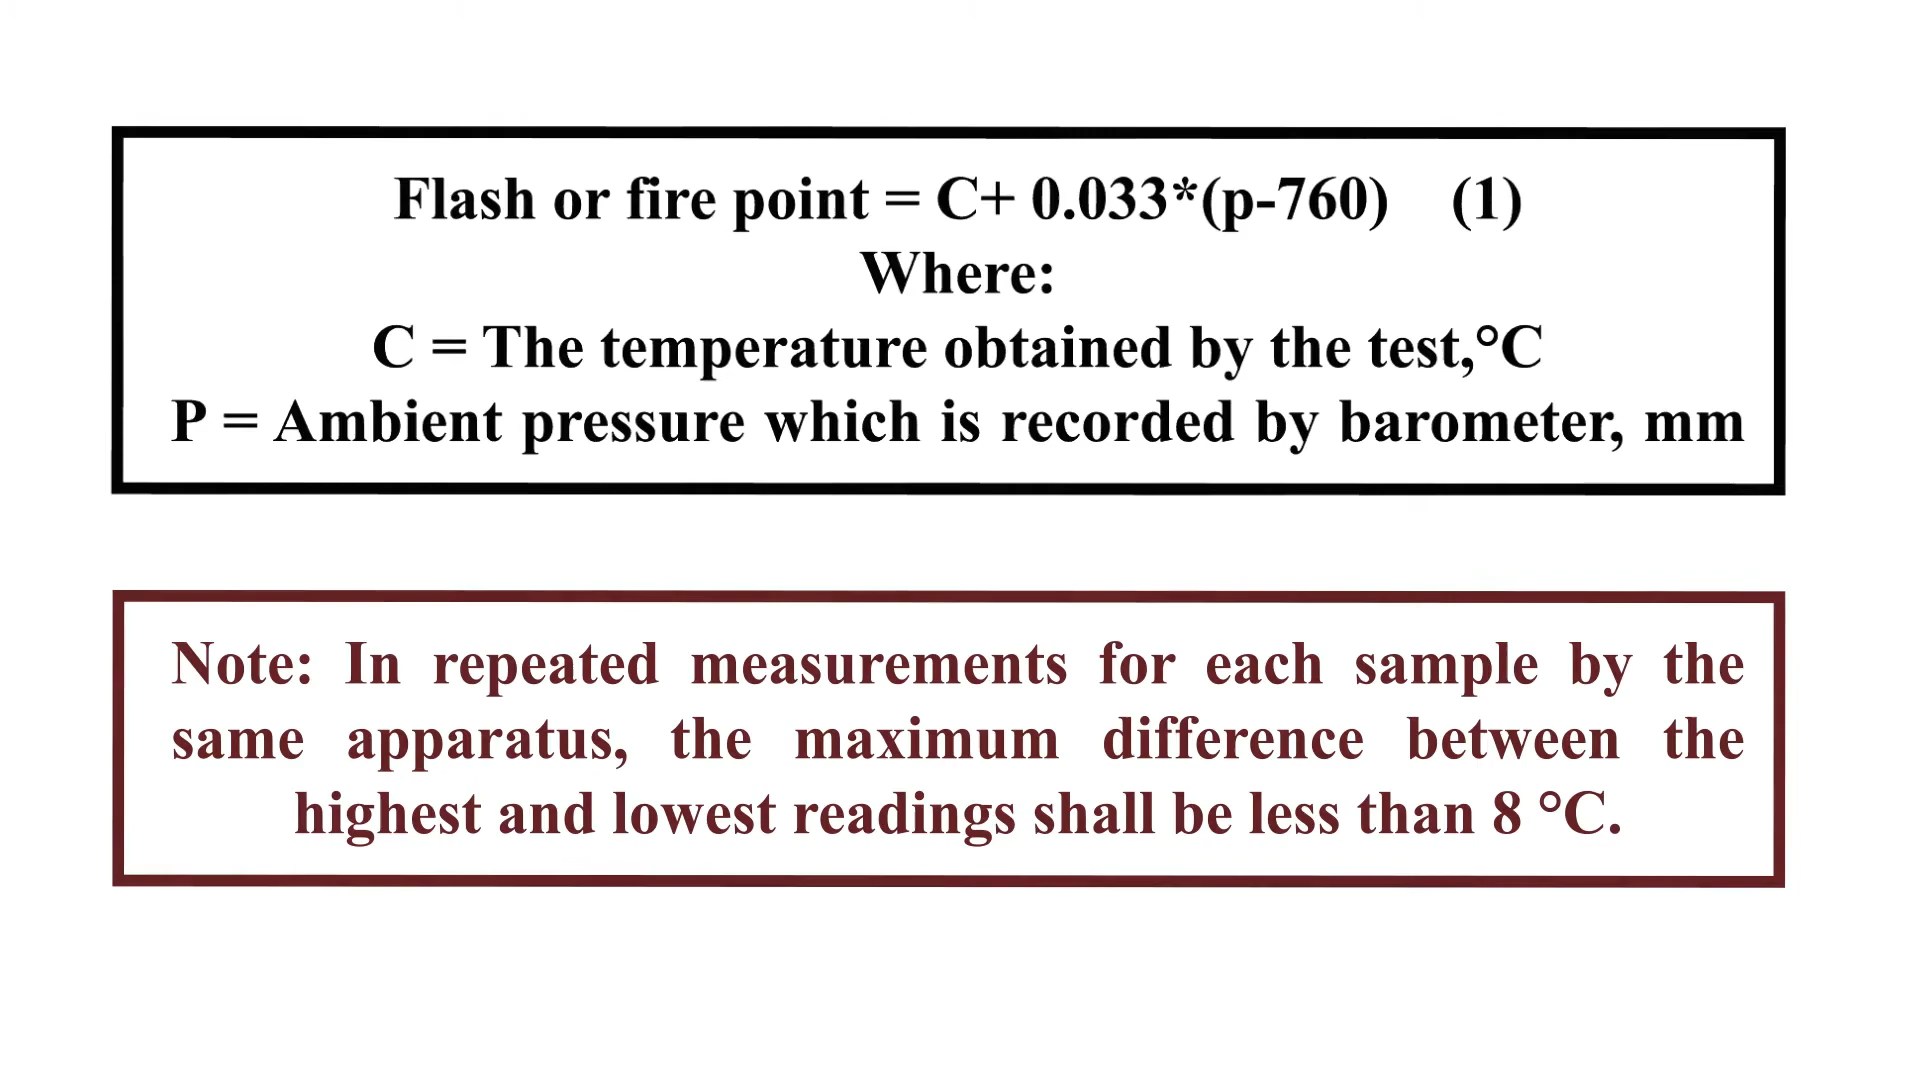 Flash or fire point = C+ 0.033*(p-760) (1)
Where:
C = The temperature obtained by the test,°C
P = Ambient pressure which is recorded by barometer, mm
Note: In repeated measurements for each sample by the
same apparatus, the maximum difference between the
highest and lowest readings shall be less than 8 °C.